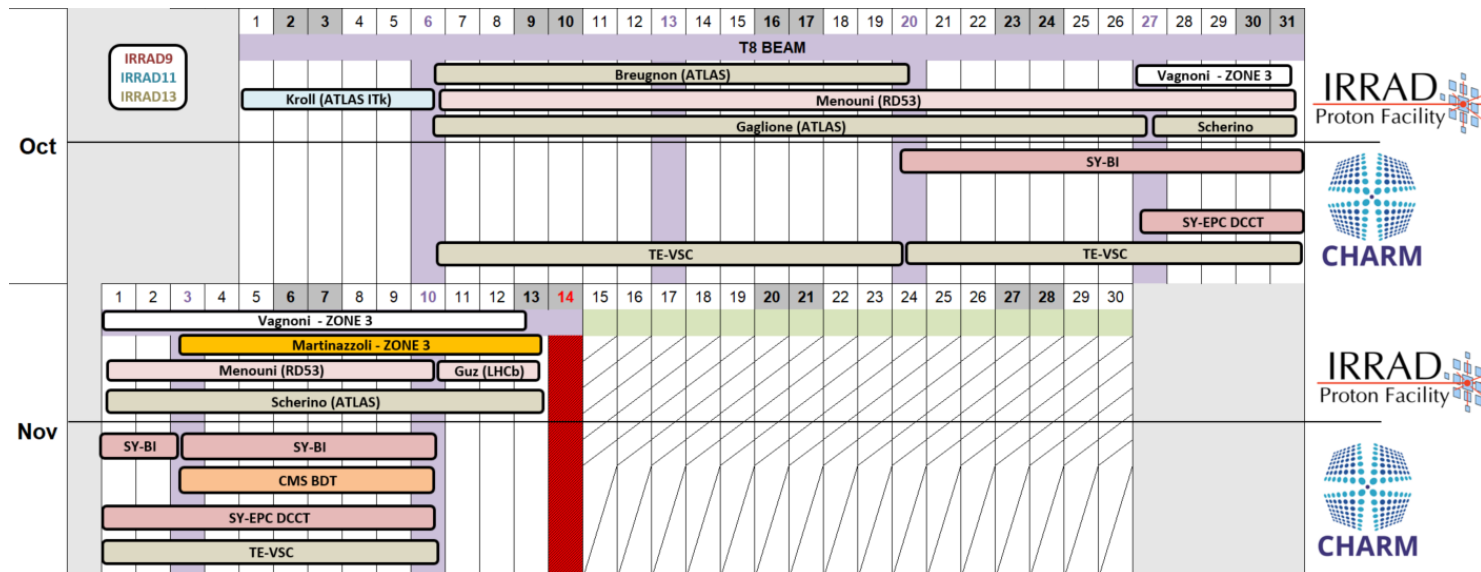 1 2 3 4 5 6 7 8 9 10 11 12 13 14 15 16 17 18 19 20 21 22 23 24 25 26 27 28 29 30 31
T8 BEAM
IRRAD9
IRRAD11
IRRAD13
Breugnon (ATLAS)
Vagnoni - ZONE 3
Kroll (ATLAS ITk)
Menouni (RD53)
Gaglione (ATLAS)
Scherino
IRRAD
Proton Facility
Oct
SY-BI
SY-EPC DCCT
TE-VSC
TE-VSC
CHARM
1 2 3 4 5 6 7 8 9 10 11 12 13 14 15 16 17 18 19 20 21 22 23 24 25 26 27 28 29 30
Vagnoni - ZONE 3
Martinazzoli - ZONE 3
Menouni (RD53)
Guz (LHCb)
Scherino (ATLAS)
IRRAD
Proton Facility
Nov
SY-BI
SY-BI
CMS BDT
SY-EPC DCCT
TE-VSC
CHARM